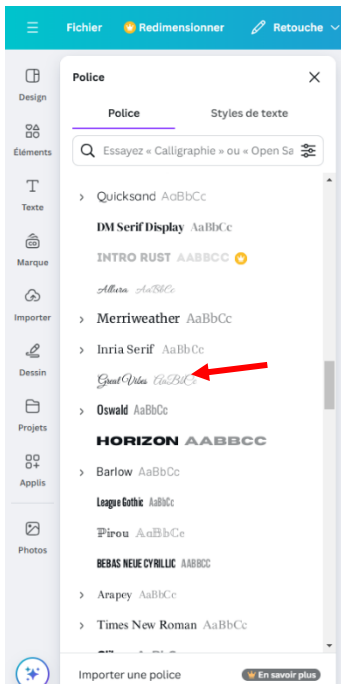 Fichier Redimensionner Retouche
Design
Éléments
Texte
Marque
Importer
Dessin
Projets
Applis
Photos
Police
Police Styles de texte
Essayez « Calligraphie » ou « Open Sa
Quicksand AaBbCc
DM Serif Display AaBbCc
INTRO RUST AABBCC
Allura AaBbCc
Merriweather AaBbCc
Inria Serif AaBbCc
Great Vibes AaBbCc
Oswald AaBbCc
HORIZON AABBCC
Barlow AaBbCc
League Gothic AaBbCc
Pirou AaBbCc
BEBAS NEUE CYRILLIC AABBCC
Arapey AaBbCc
Times New Roman AaBbCc
Importer une police En savoir plus